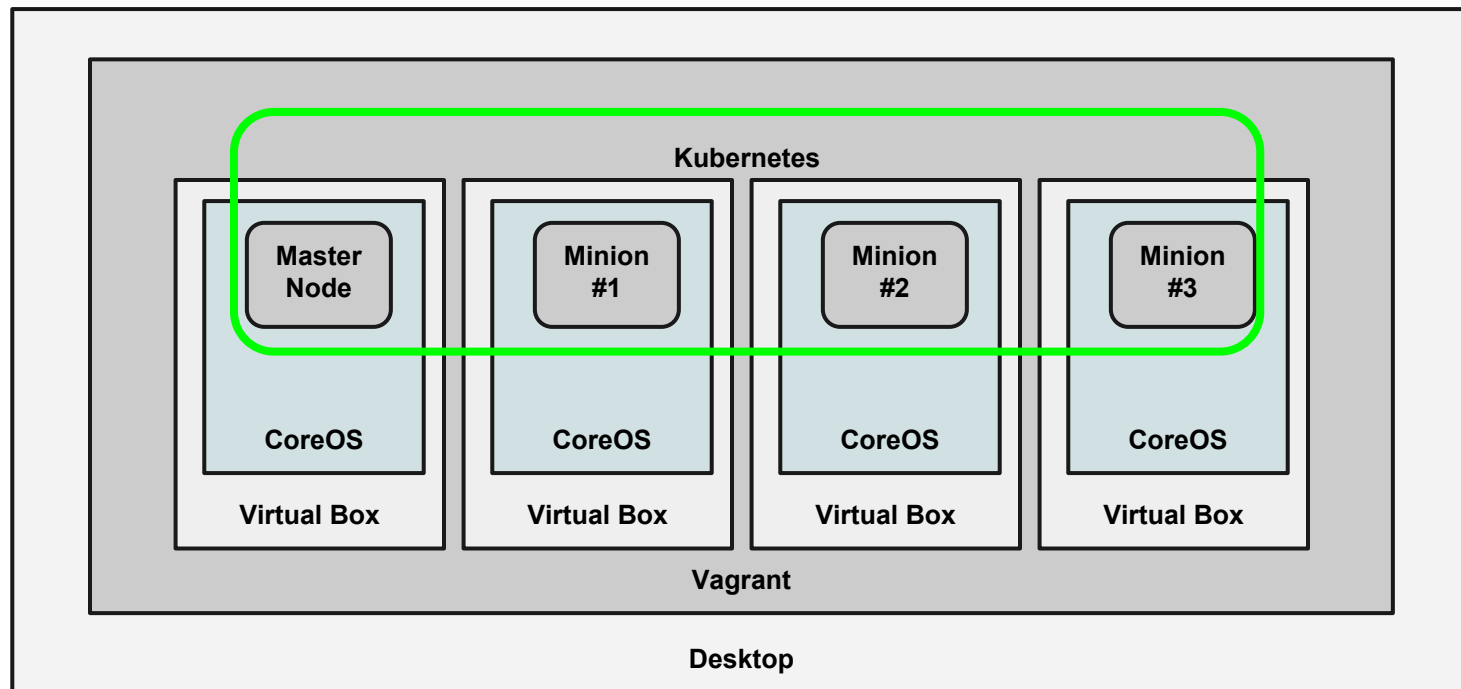 Kubernetes
Master
Node
Minion
#1
Minion
#2
Minion
#3
CoreOS
CoreOS
CoreOS
CoreOS
Virtual Box
Virtual Box
Virtual Box
Virtual Box
Vagrant
Desktop